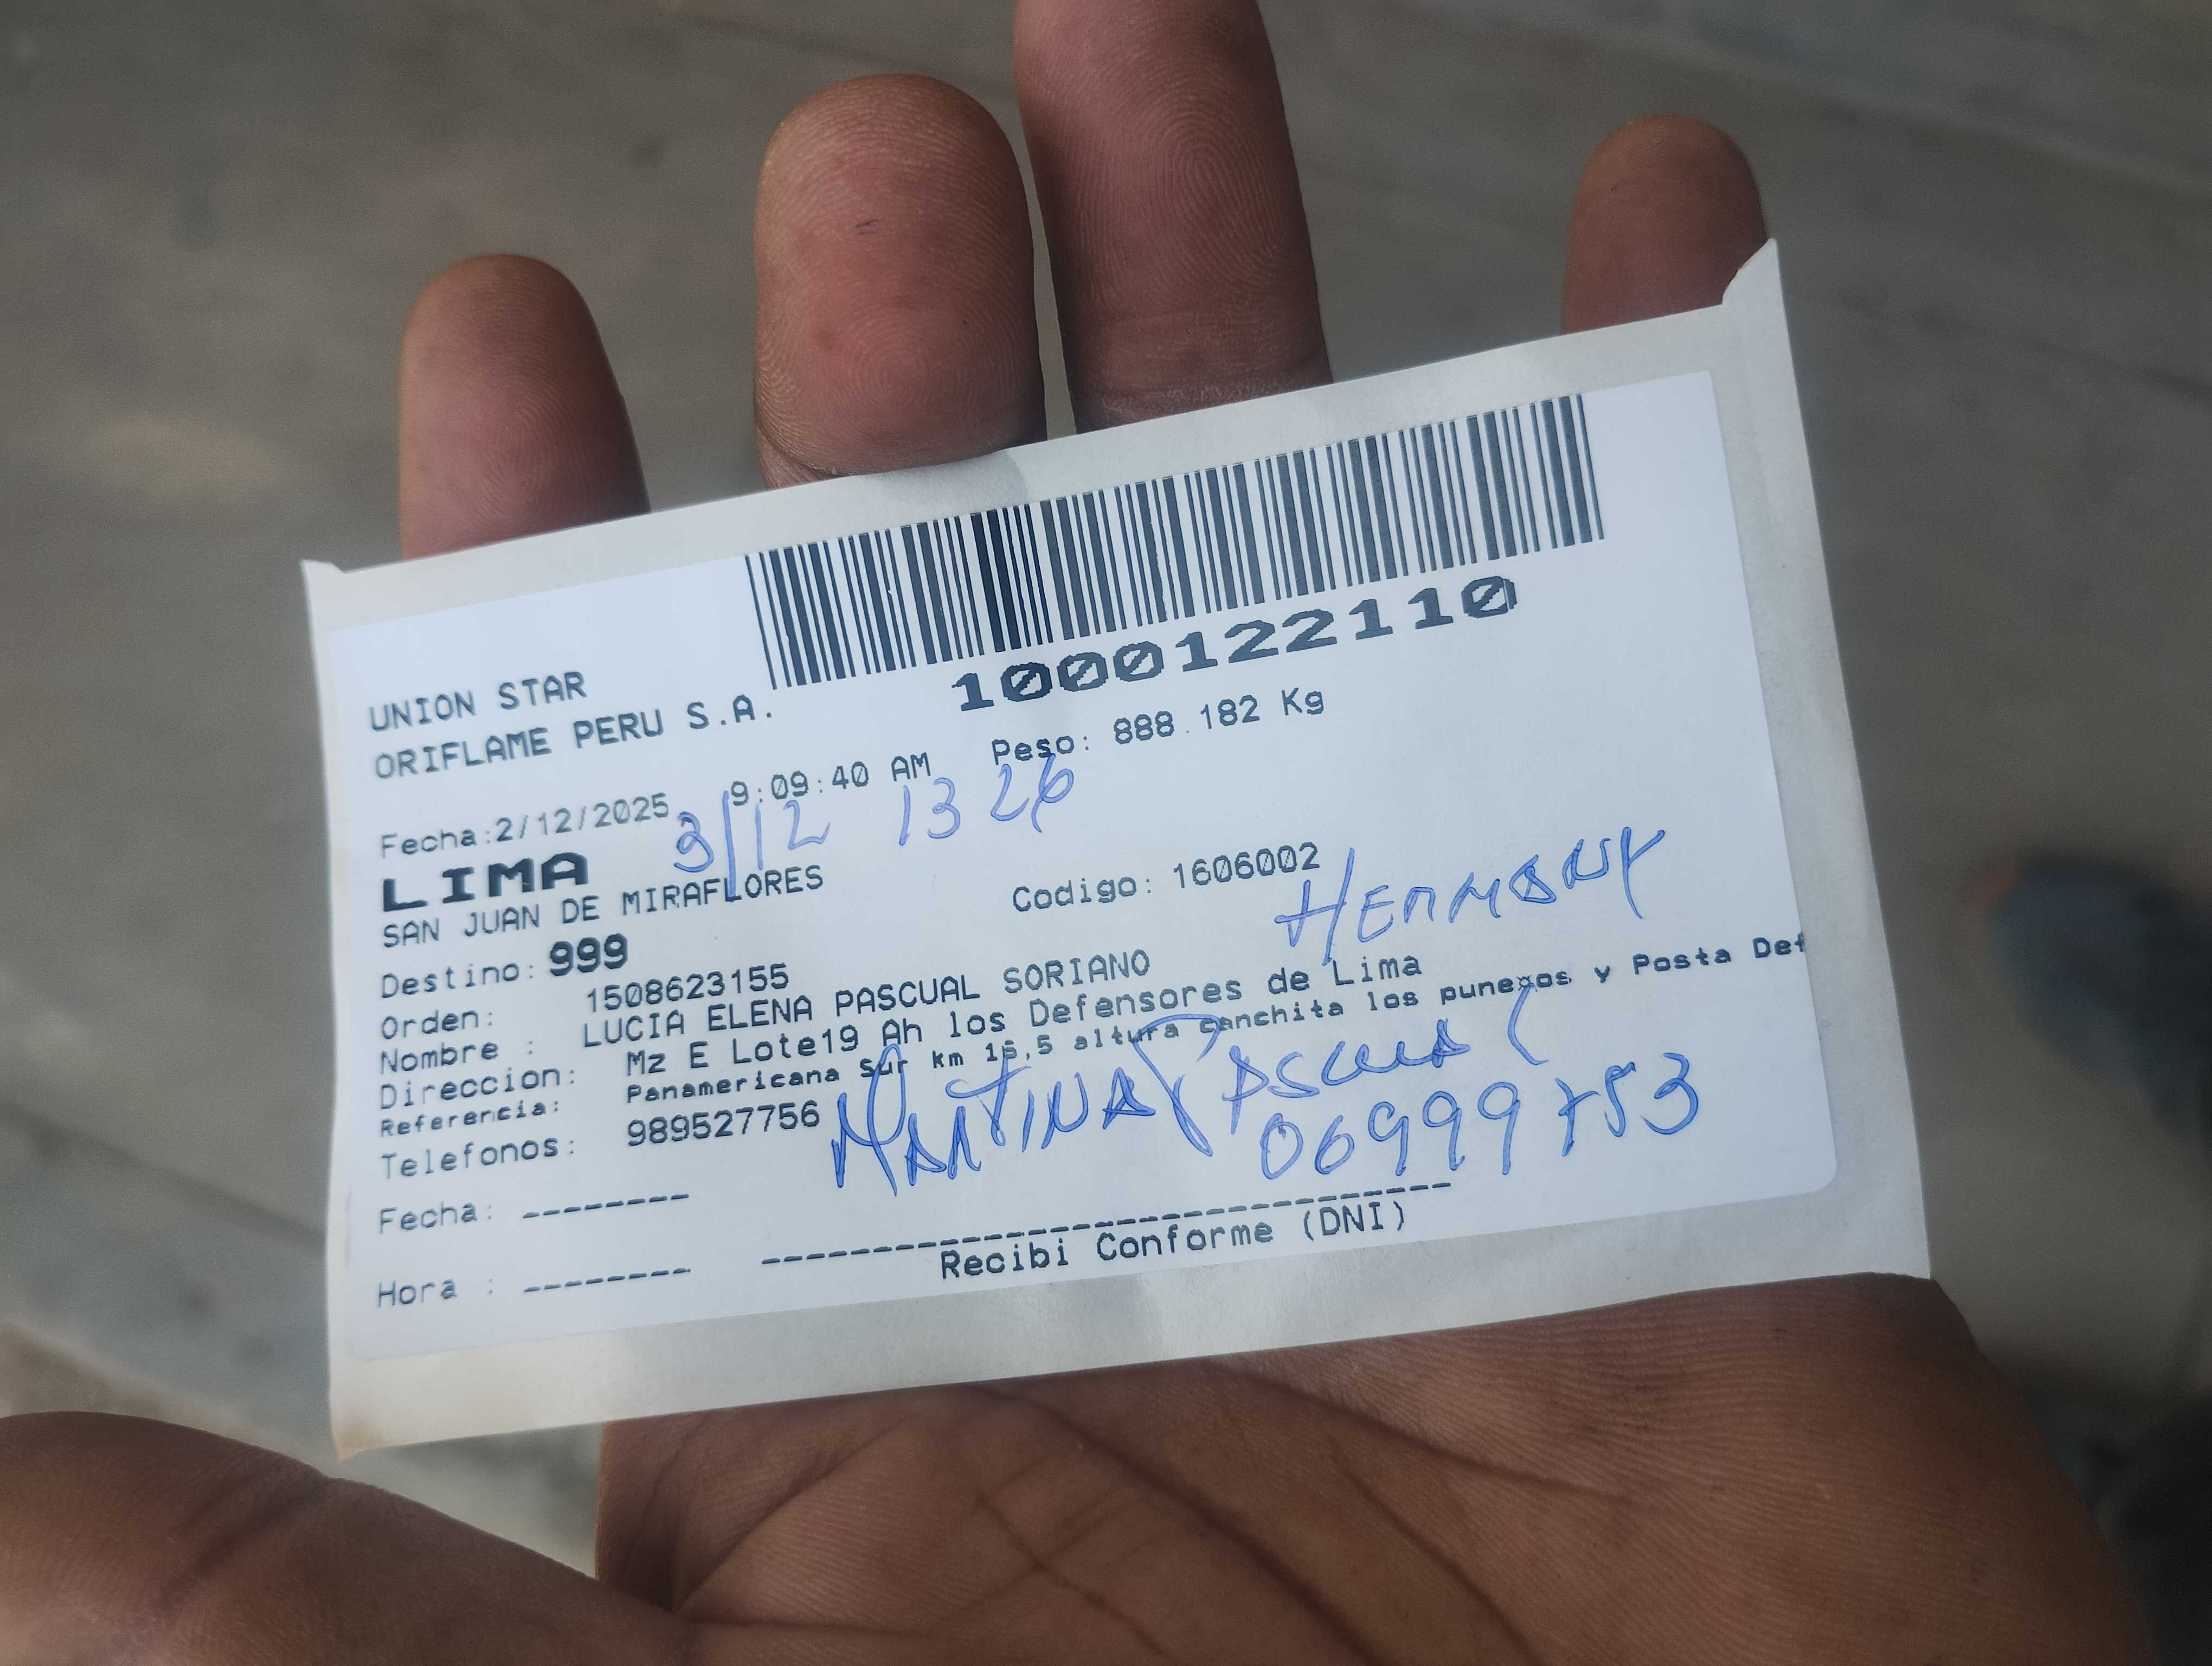 1000122110
UNION STAR
ORIFLAME PERU S.A.
Fecha:2/12/2025 9:09:40 AM Peso: 888.182 Kg
3/12 13 26
LIMA
SAN JUAN DE MIRAFLORES
Codigo: 1606002
Destino: 999
HERMANA
Orden: 1508623155
Nombre : LUCIA ELENA PASCUAL SORIANO
Direccion: Mz E Lote19 Ah los Defensores de Lima
Referencia: Panamericana Sur km 16,5 altura canchita los punexos y Posta Def
Telefonos: 989527756
MARTINA PASCUAL
06999753
Fecha: --------
Hora : --------
Recibi Conforme (DNI)